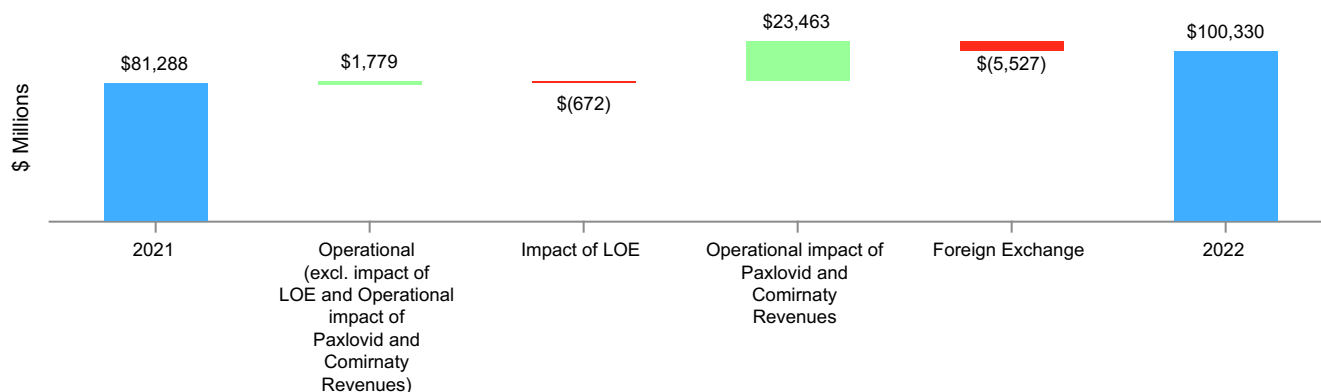 $23,463
$100,330
$81,288
$1,779
$(5,527)
$(672)
$ Millions
2021
Operational
(excl. impact of
LOE and Operational
impact of
Paxlovid and
Comirnaty
Revenues)
Impact of LOE
Operational impact of
Paxlovid and
Comirnaty
Revenues
Foreign Exchange
2022